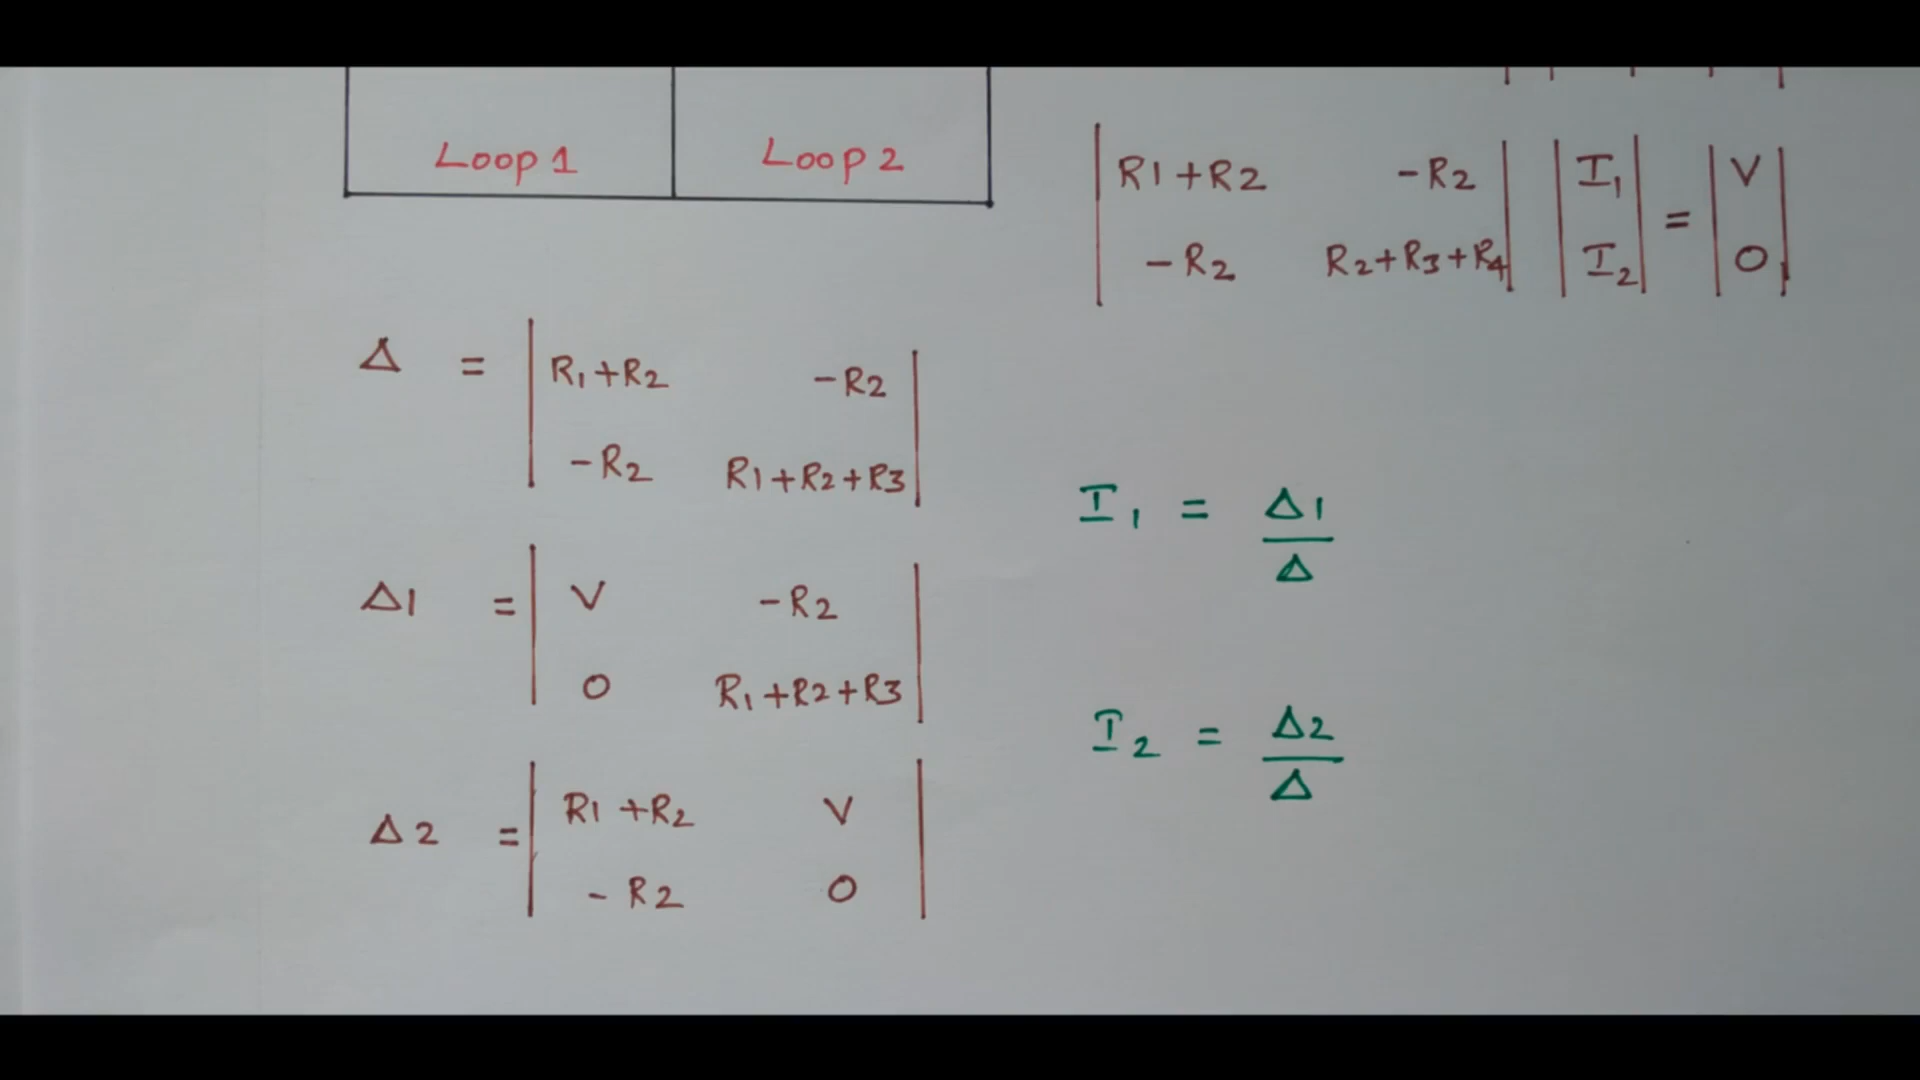 Loop 1 Loop 2
R1+R2 -R2 I1 = V
-R2 R2+R3+R4 I2 0
Δ = R1+R2 -R2
-R2 R1+R2+R3
I1 = Δ1
Δ
Δ1 = V -R2
0 R1+R2+R3
I2 = Δ2
Δ
Δ2 = R1+R2 V
-R2 0